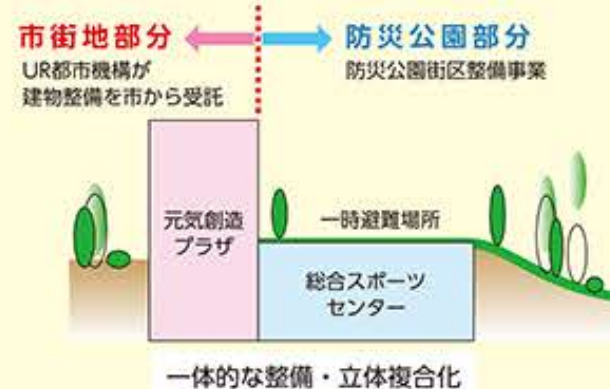 市街地部分
UR都市機構が
建物整備を市から受託
防災公園部分
防災公園街区整備事業
元気創造
プラザ
一時避難場所
総合スポーツ
センター
一体的な整備・立体複合化